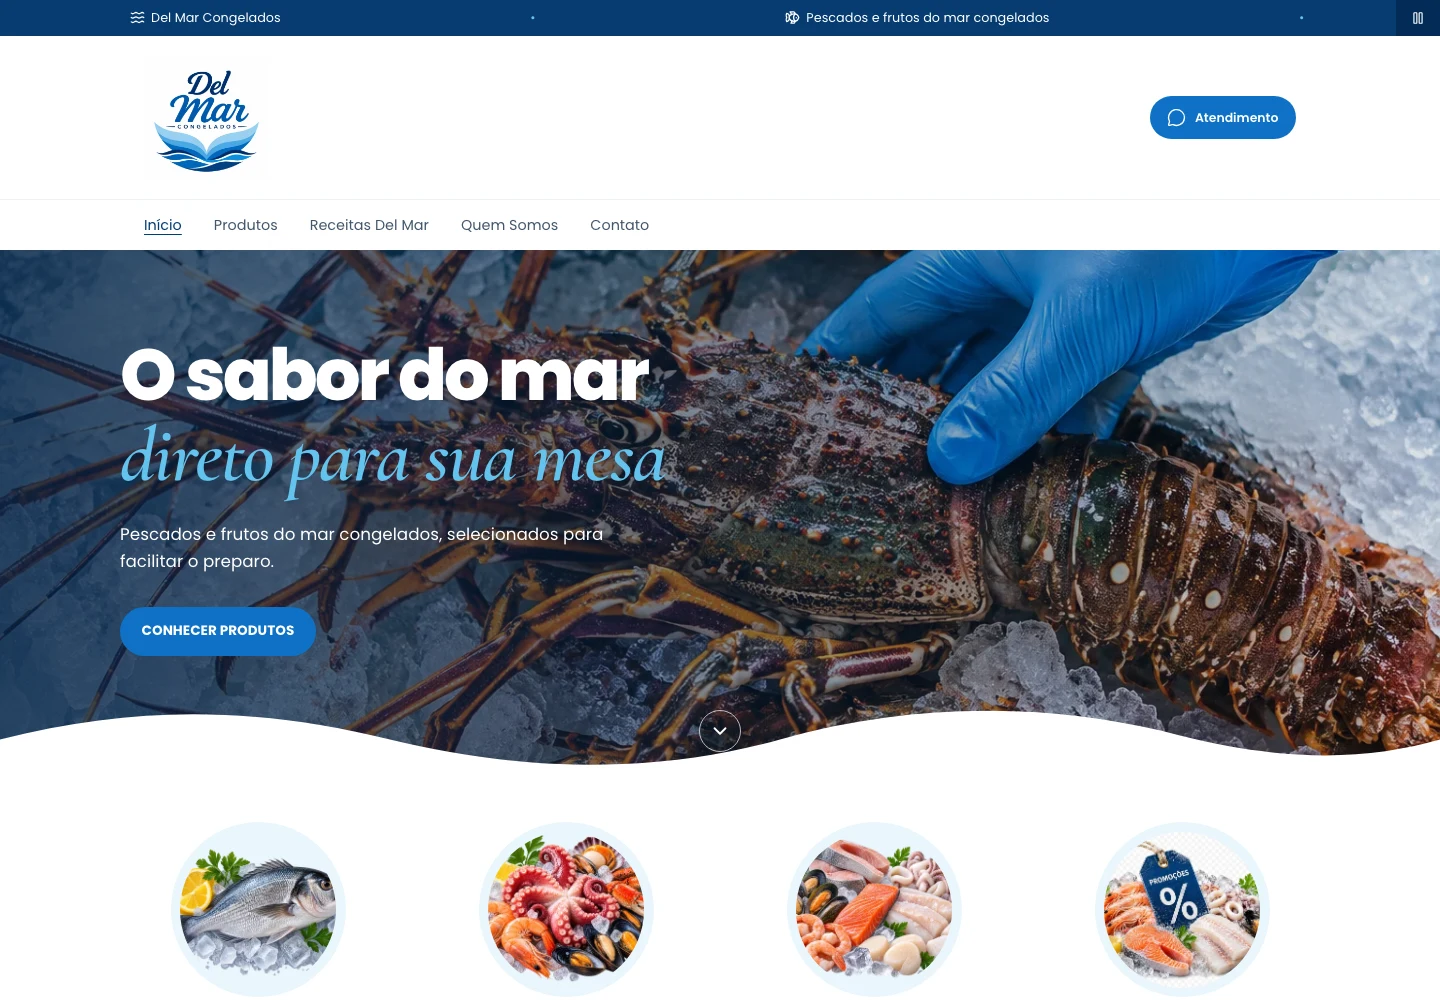 Del Mar Congelados
Pescados e frutos do mar congelados
Del
Mar
CONGELADOS
Atendimento
Início
Produtos
Receitas Del Mar
Quem Somos
Contato
O sabor do mar
direto para sua mesa
Pescados e frutos do mar congelados, selecionados para
facilitar o preparo.
CONHECER PRODUTOS
PROMOÇÕES
%